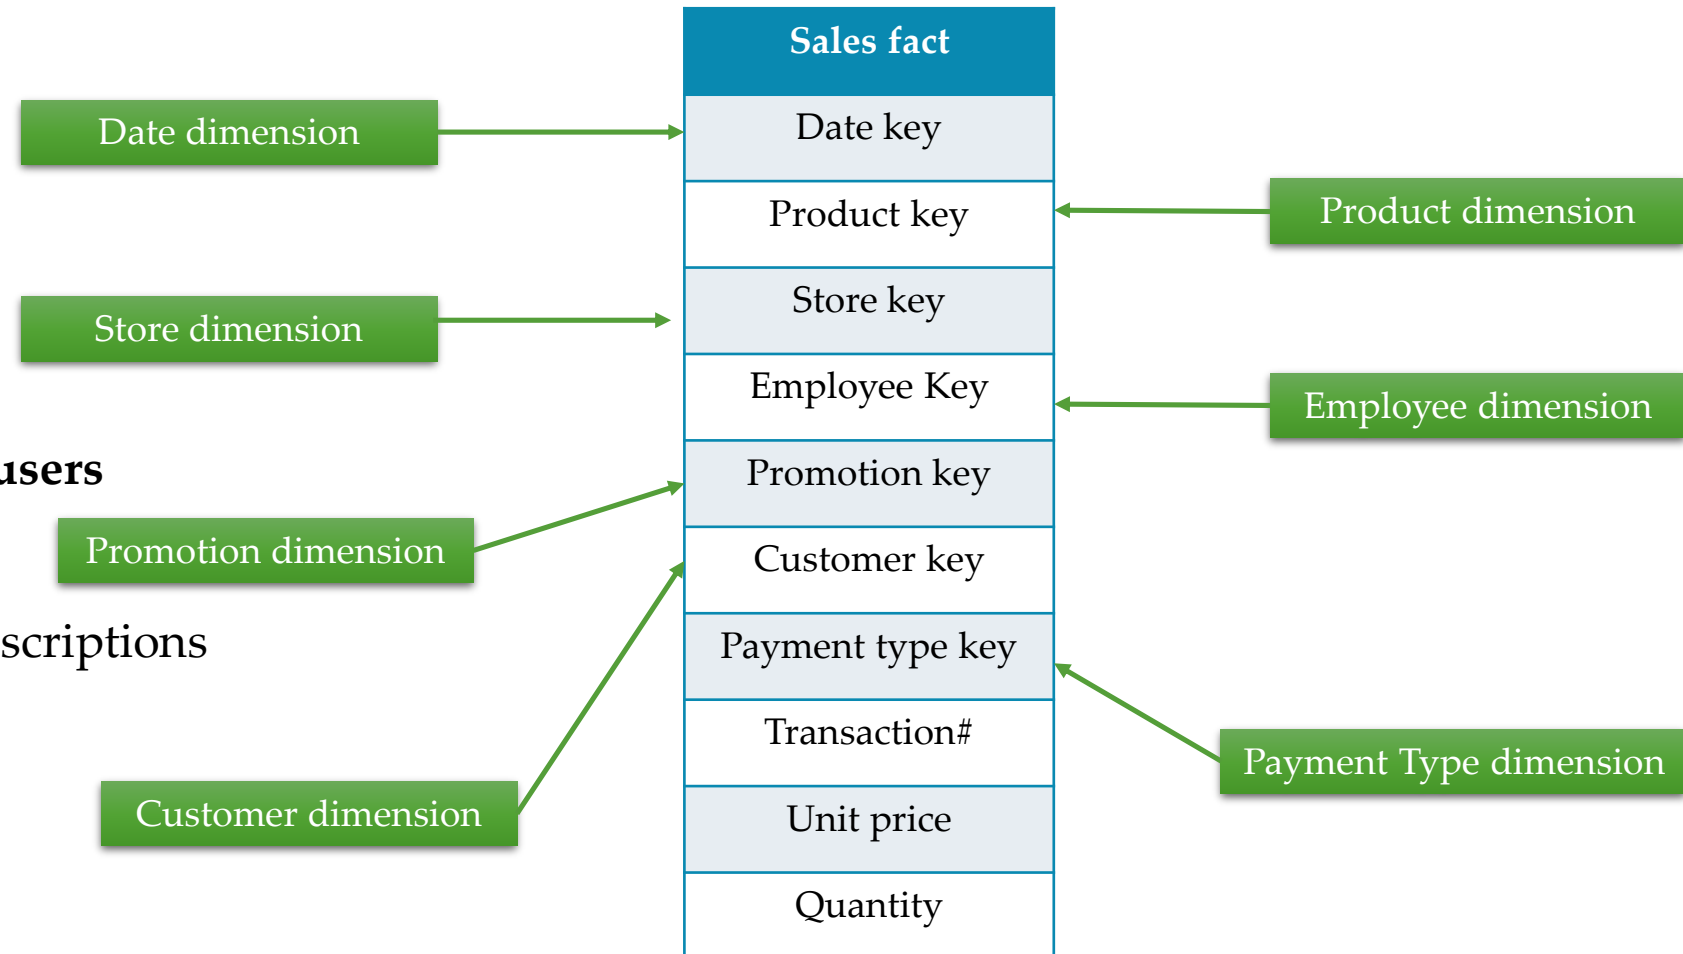 Sales fact
Date dimension
Date key
Product key
Product dimension
Store dimension
Store key
Employee Key
Employee dimension
users
Promotion key
Promotion dimension
Customer key
scriptions
Payment type key
Transaction#
Payment Type dimension
Customer dimension
Unit price
Quantity